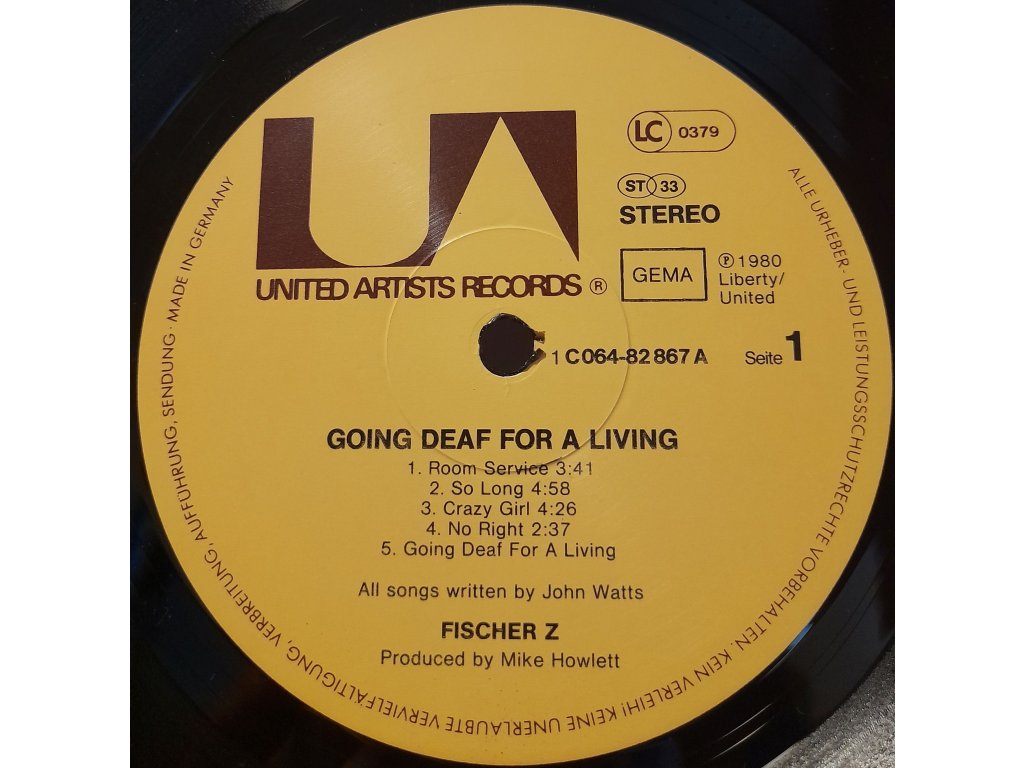 UA
UNITED ARTISTS RECORDS ®
LC 0379
ST 33
STEREO
GEMA
℗ 1980
Liberty/
United
1 C 064-82 867 A
Seite 1
GOING DEAF FOR A LIVING
1. Room Service 3:41
2. So Long 4:58
3. Crazy Girl 4:26
4. No Right 2:37
5. Going Deaf For A Living
All songs written by John Watts
FISCHER Z
Produced by Mike Howlett
ALLE URHEBER- UND LEISTUNGSSCHUTZRECHTE VORBEHALTEN. KEIN VERLEIH! KEINE UNERLAUBTE VERVIELFÄLTIGUNG, VERBREITUNG, AUFFÜHRUNG, SENDUNG · MADE IN GERMANY